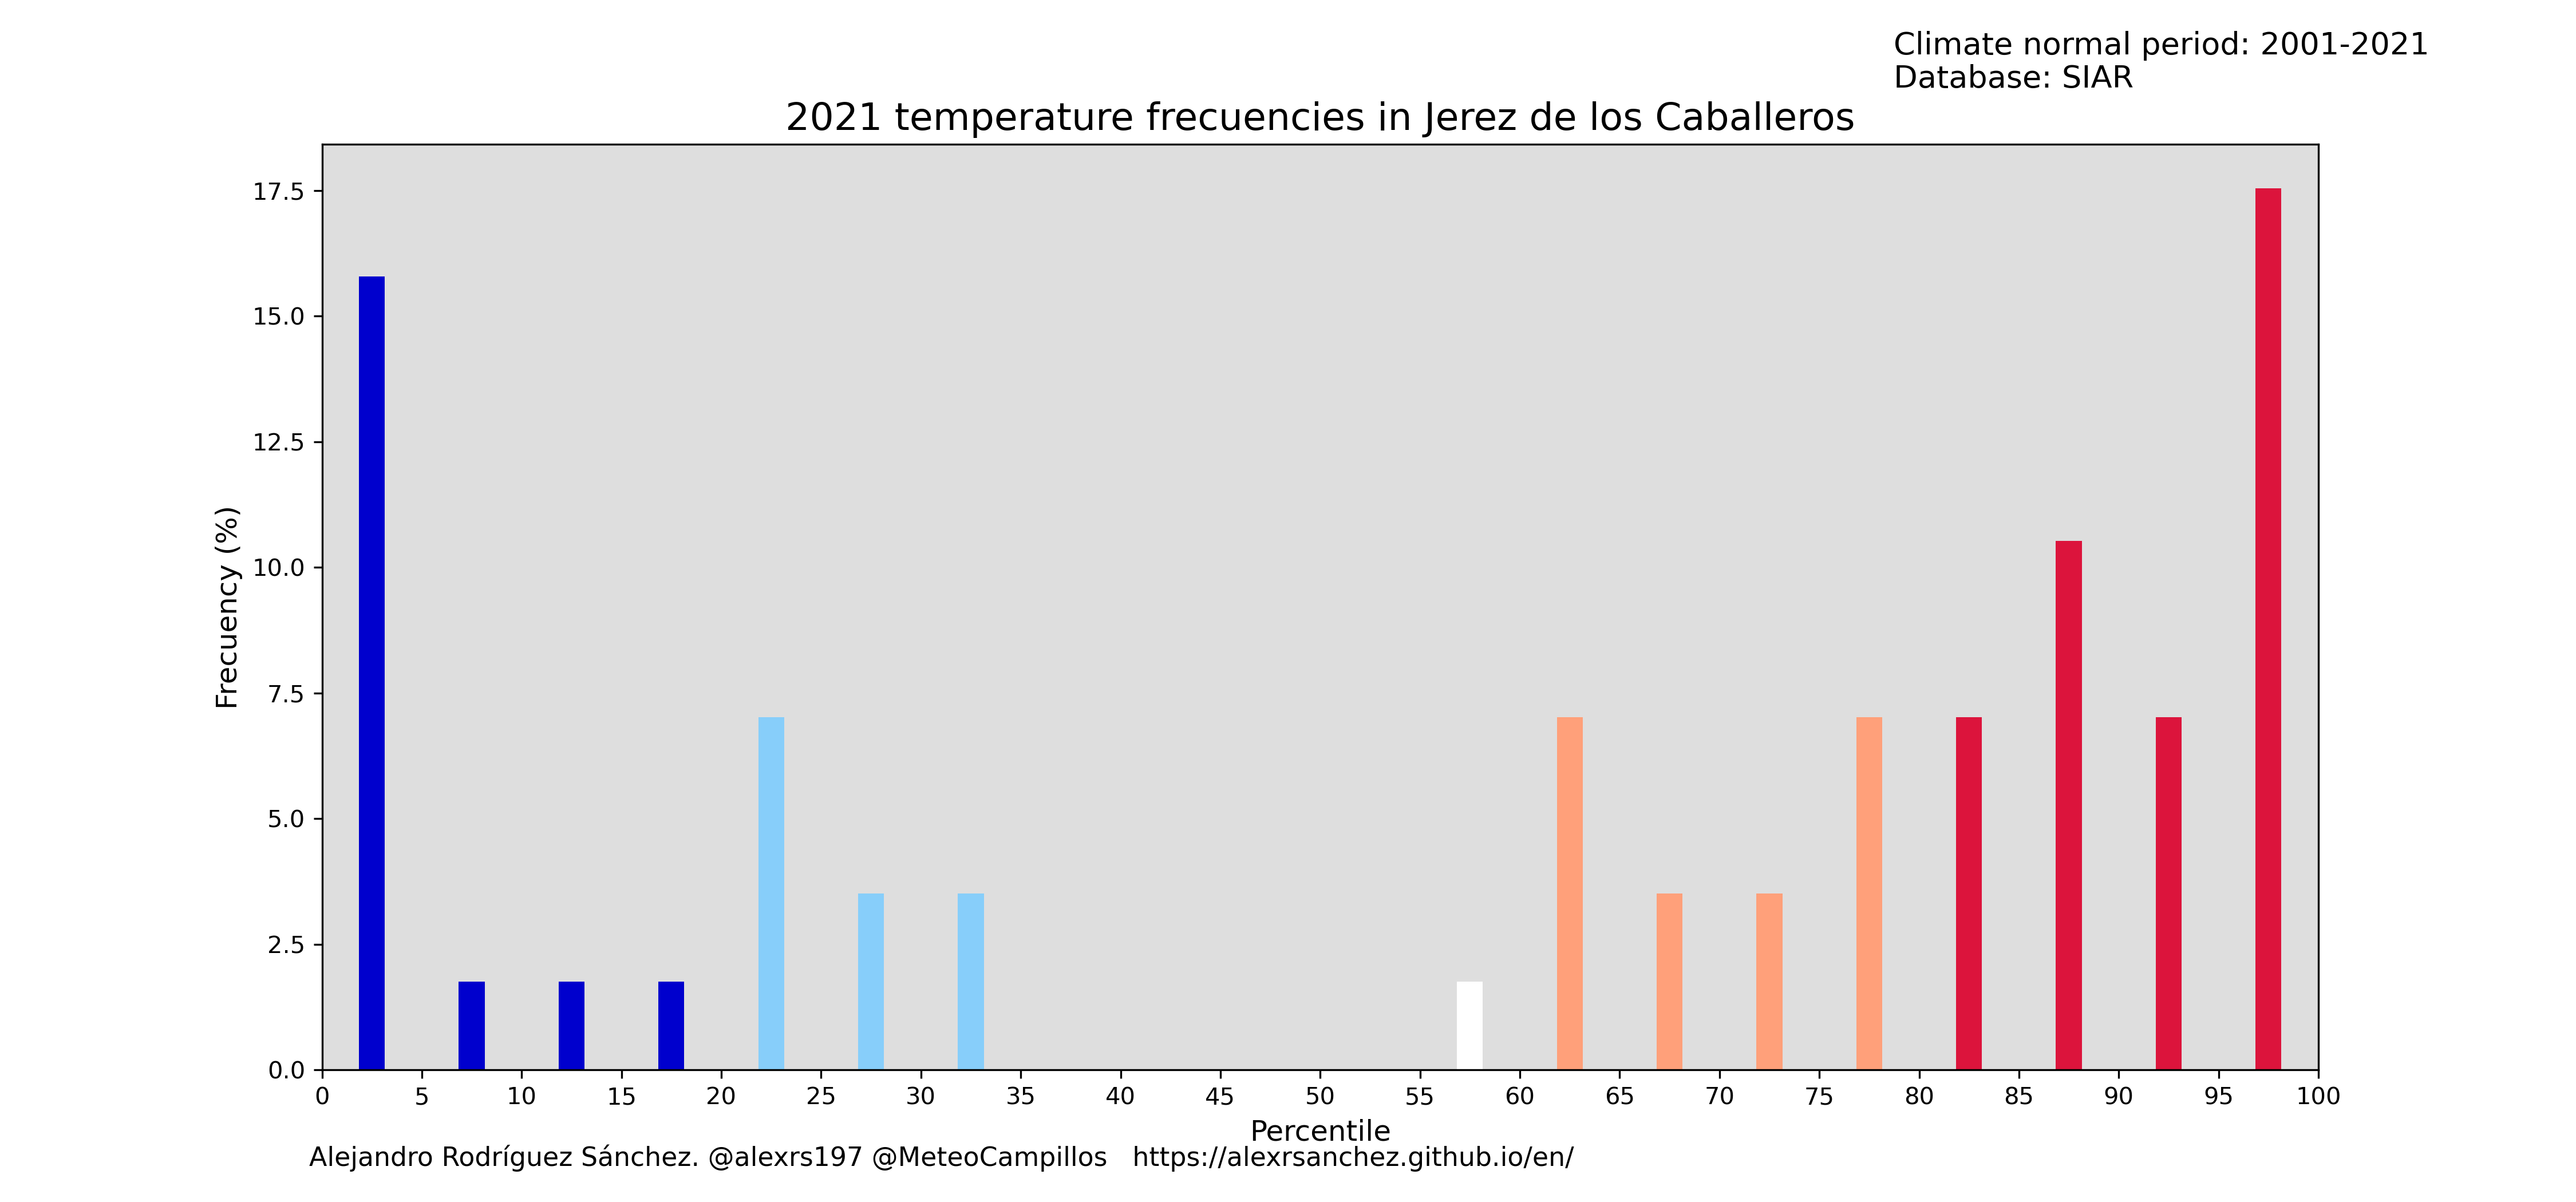 Climate normal period: 2001-2021
Database: SIAR
2021 temperature frecuencies in Jerez de los Caballeros
17.5
15.0
12.5
10.0
7.5
5.0
2.5
0.0
Frecuency (%)
0 5 10 15 20 25 30 35 40 45 50 55 60 65 70 75 80 85 90 95 100
Percentile
Alejandro Rodríguez Sánchez. @alexrs197 @MeteoCampillos https://alexrsanchez.github.io/en/